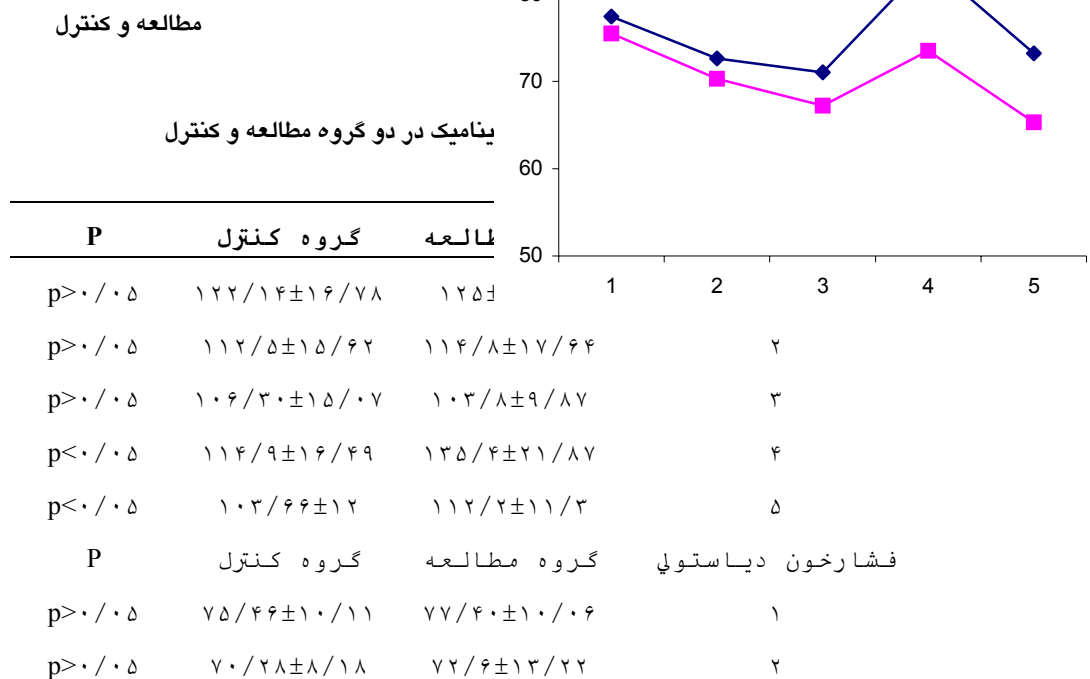 80
مطالعه و کنترل
70
ینامیک در دو گروه مطالعه و کنترل
60
گروه کنترل P
50
1 2 3 4 5
۱۲۲/۱۴±۱۶/۷۸ p>۰/۰۵
۲ ۱۱۴/۸±۱۷/۶۴ ۱۱۲/۵±۱۵/۶۲ p>۰/۰۵
۳ ۱۰۳/۸±۹/۸۷ ۱۰۶/۳۰±۱۵/۰۷ p>۰/۰۵
۴ ۱۳۵/۴±۲۱/۸۷ ۱۱۴/۹±۱۶/۴۹ p<۰/۰۵
۵ ۱۱۲/۲±۱۱/۳ ۱۰۳/۶۶±۱۲ p<۰/۰۵
فشارخون دياستولي گروه مطالعه گروه کنترل P
۱ ۷۷/۴۰±۱۰/۰۶ ۷۵/۴۶±۱۰/۱۱ p>۰/۰۵
۲ ۷۲/۶±۱۳/۲۲ ۷۰/۲۸±۸/۱۸ p>۰/۰۵